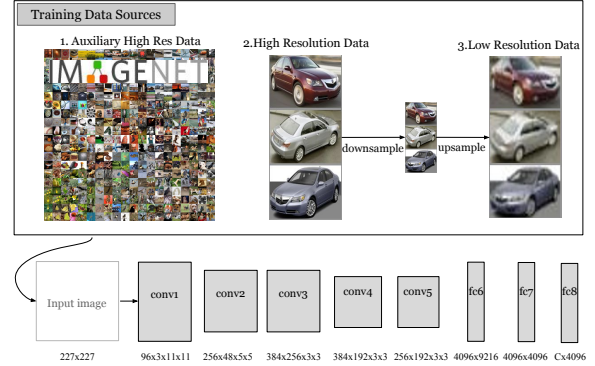 Training Data Sources
1. Auxiliary High Res Data
IMAGENET
2.High Resolution Data
3.Low Resolution Data
downsample
upsample
Input image
conv1
conv2
conv3
conv4
conv5
fc6
fc7
fc8
227x227
96x3x11x11
256x48x5x5
384x256x3x3
384x192x3x3
256x192x3x3
4096x9216
4096x4096
Cx4096